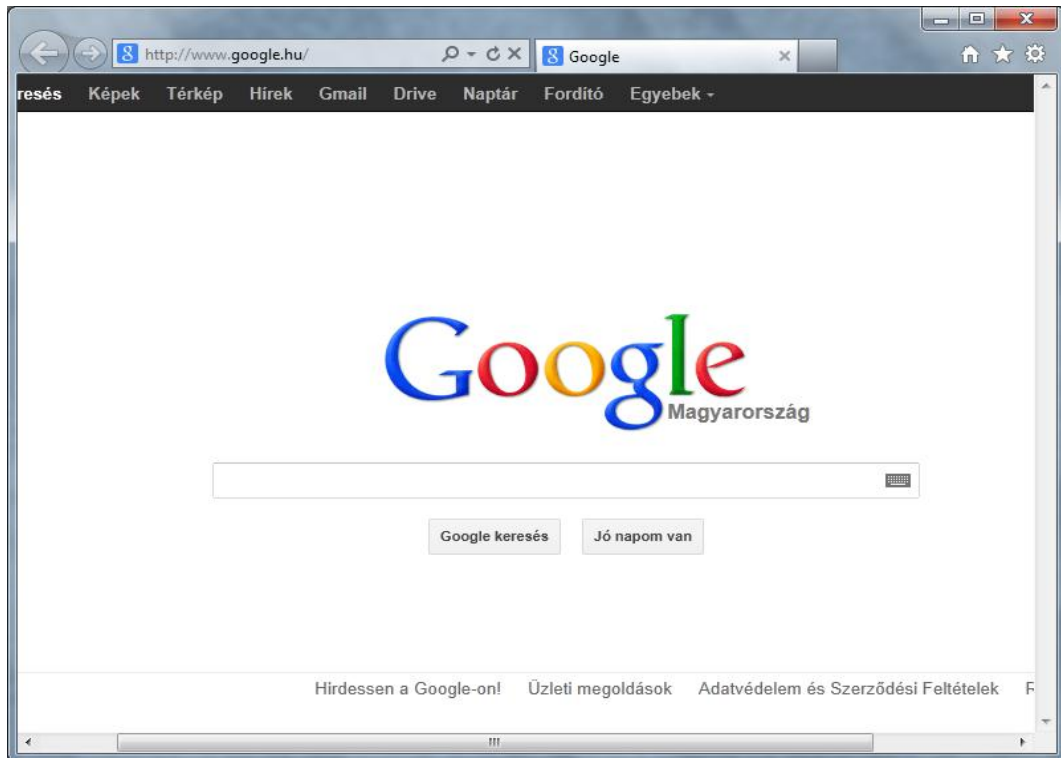 http://www.google.hu/ Google
resés Képek Térkép Hírek Gmail Drive Naptár Fordító Egyebek
Google
Magyarország
Google keresés Jó napom van
Hirdessen a Google-on! Üzleti megoldások Adatvédelem és Szerződési Feltételek